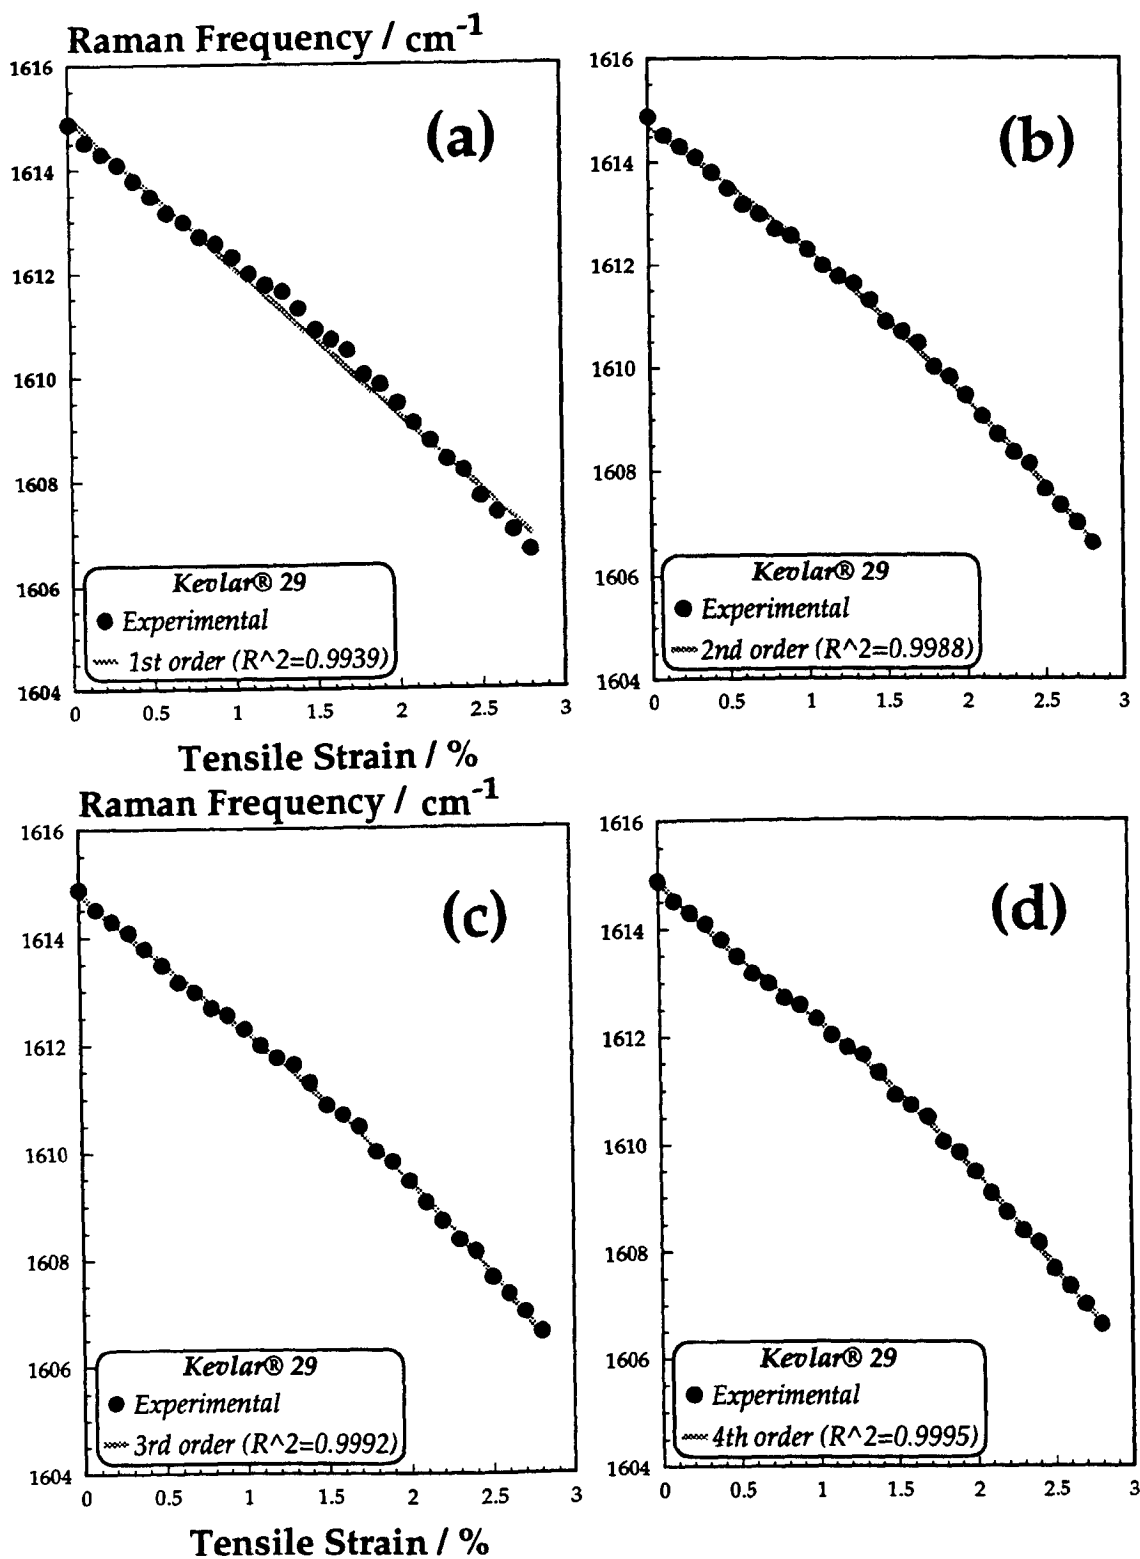 Raman Frequency / cm-1
(a)
1616
1614
1612
1610
1608
1606
1604
Kevlar® 29
Experimental
1st order (R^2=0.9939)
0 0.5 1 1.5 2 2.5 3
Tensile Strain / %
(b)
1616
1614
1612
1610
1608
1606
1604
Kevlar® 29
Experimental
2nd order (R^2=0.9988)
0 0.5 1 1.5 2 2.5 3
Raman Frequency / cm-1
(c)
1616
1614
1612
1610
1608
1606
1604
Kevlar® 29
Experimental
3rd order (R^2=0.9992)
0 0.5 1 1.5 2 2.5 3
Tensile Strain / %
(d)
1616
1614
1612
1610
1608
1606
1604
Kevlar® 29
Experimental
4th order (R^2=0.9995)
0 0.5 1 1.5 2 2.5 3